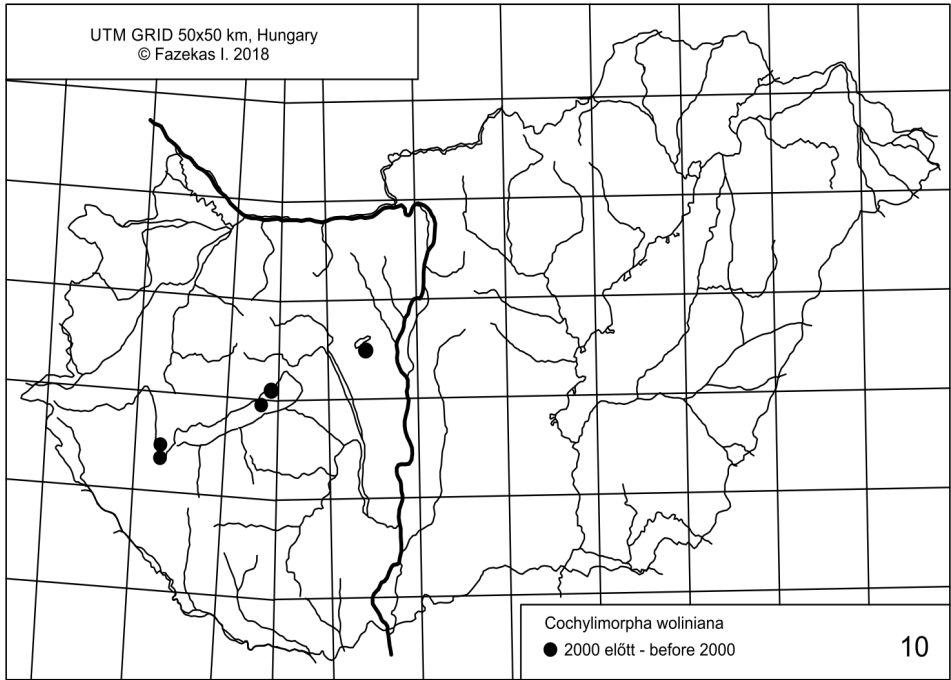 UTM GRID 50x50 km, Hungary
© Fazekas I. 2018
Cochylimorpha woliniana
2000 előtt - before 2000
10